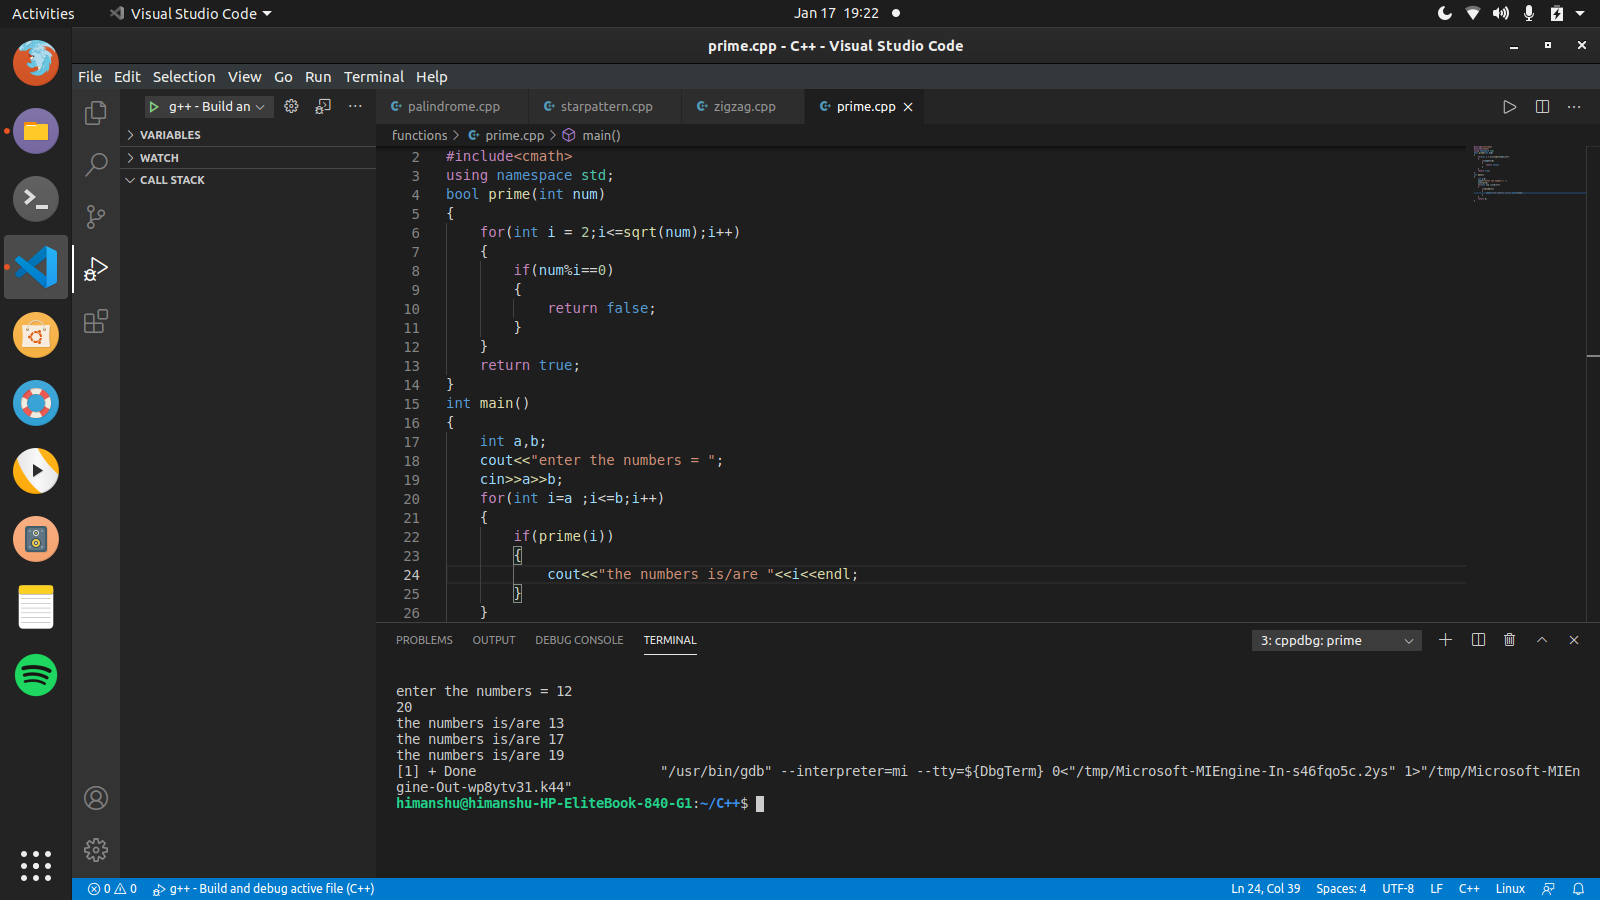 Activities Visual Studio Code Jan 17 19:22
prime.cpp - C++ - Visual Studio Code
File Edit Selection View Go Run Terminal Help
g++ - Build an
palindrome.cpp starpattern.cpp zigzag.cpp prime.cpp
VARIABLES
WATCH
CALL STACK
functions > prime.cpp > main()
2 #include<cmath>
3 using namespace std;
4 bool prime(int num)
5 {
6 for(int i = 2;i<=sqrt(num);i++)
7 {
8 if(num%i==0)
9 {
10 return false;
11 }
12 }
13 return true;
14 }
15 int main()
16 {
17 int a,b;
18 cout<<"enter the numbers = ";
19 cin>>a>>b;
20 for(int i=a ;i<=b;i++)
21 {
22 if(prime(i))
23 {
24 cout<<"the numbers is/are "<<i<<endl;
25 }
26 }
PROBLEMS OUTPUT DEBUG CONSOLE TERMINAL 3: cppdbg: prime
enter the numbers = 12
20
the numbers is/are 13
the numbers is/are 17
the numbers is/are 19
[1] + Done "/usr/bin/gdb" --interpreter=mi --tty=${DbgTerm} 0<"/tmp/Microsoft-MIEngine-In-s46fqo5c.2ys" 1>"/tmp/Microsoft-MIEn
gine-Out-wp8ytv31.k44"
himanshu@himanshu-HP-EliteBook-840-G1:~/C++$
0 0 g++ - Build and debug active file (C++) Ln 24, Col 39 Spaces: 4 UTF-8 LF C++ Linux